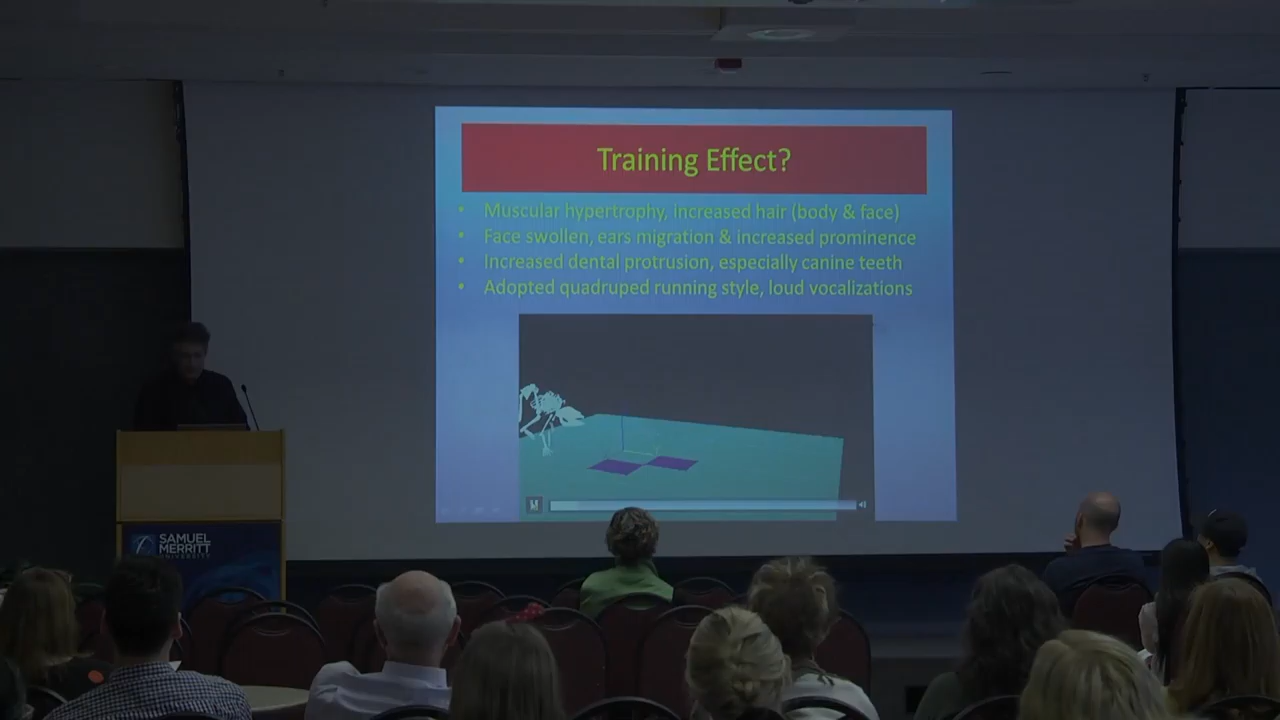 Training Effect?
• Muscular hypertrophy, increased hair (body & face)
• Face swollen, ears migration & increased prominence
• Increased dental protrusion, especially canine teeth
• Adopted quadruped running style, loud vocalizations
SAMUEL
MERRITT
UNIVERSITY